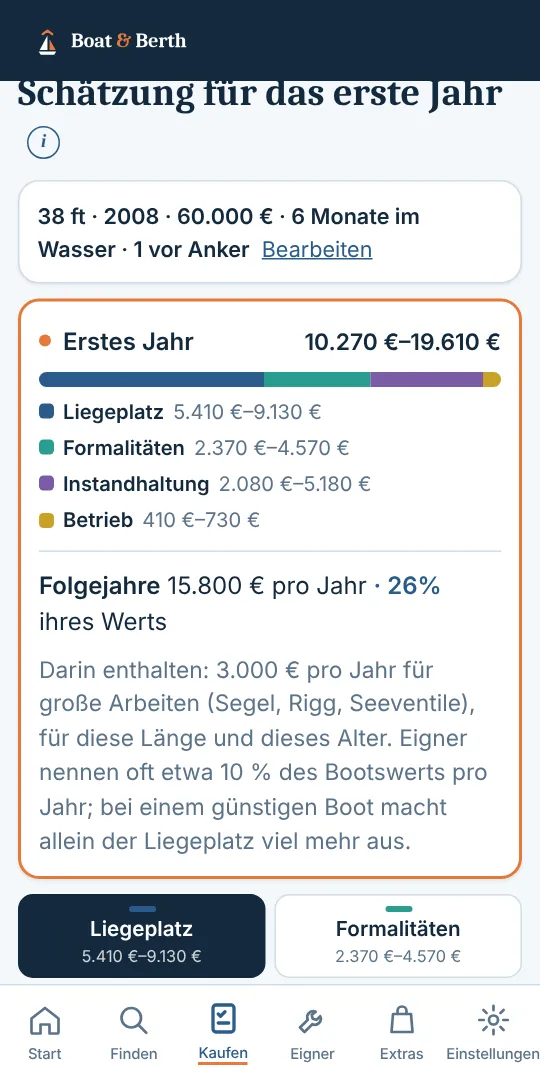 Boat & Berth
Schätzung für das erste Jahr
i
38 ft · 2008 · 60.000 € · 6 Monate im
Wasser · 1 vor Anker Bearbeiten
Erstes Jahr 10.270 €–19.610 €
Liegeplatz 5.410 €–9.130 €
Formalitäten 2.370 €–4.570 €
Instandhaltung 2.080 €–5.180 €
Betrieb 410 €–730 €
Folgejahre 15.800 € pro Jahr · 26%
ihres Werts
Darin enthalten: 3.000 € pro Jahr für
große Arbeiten (Segel, Rigg, Seeventile),
für diese Länge und dieses Alter. Eigner
nennen oft etwa 10 % des Bootswerts pro
Jahr; bei einem günstigen Boot macht
allein der Liegeplatz viel mehr aus.
Liegeplatz Formalitäten
5.410 €–9.130 € 2.370 €–4.570 €
Start Finden Kaufen Eigner Extras Einstellungen